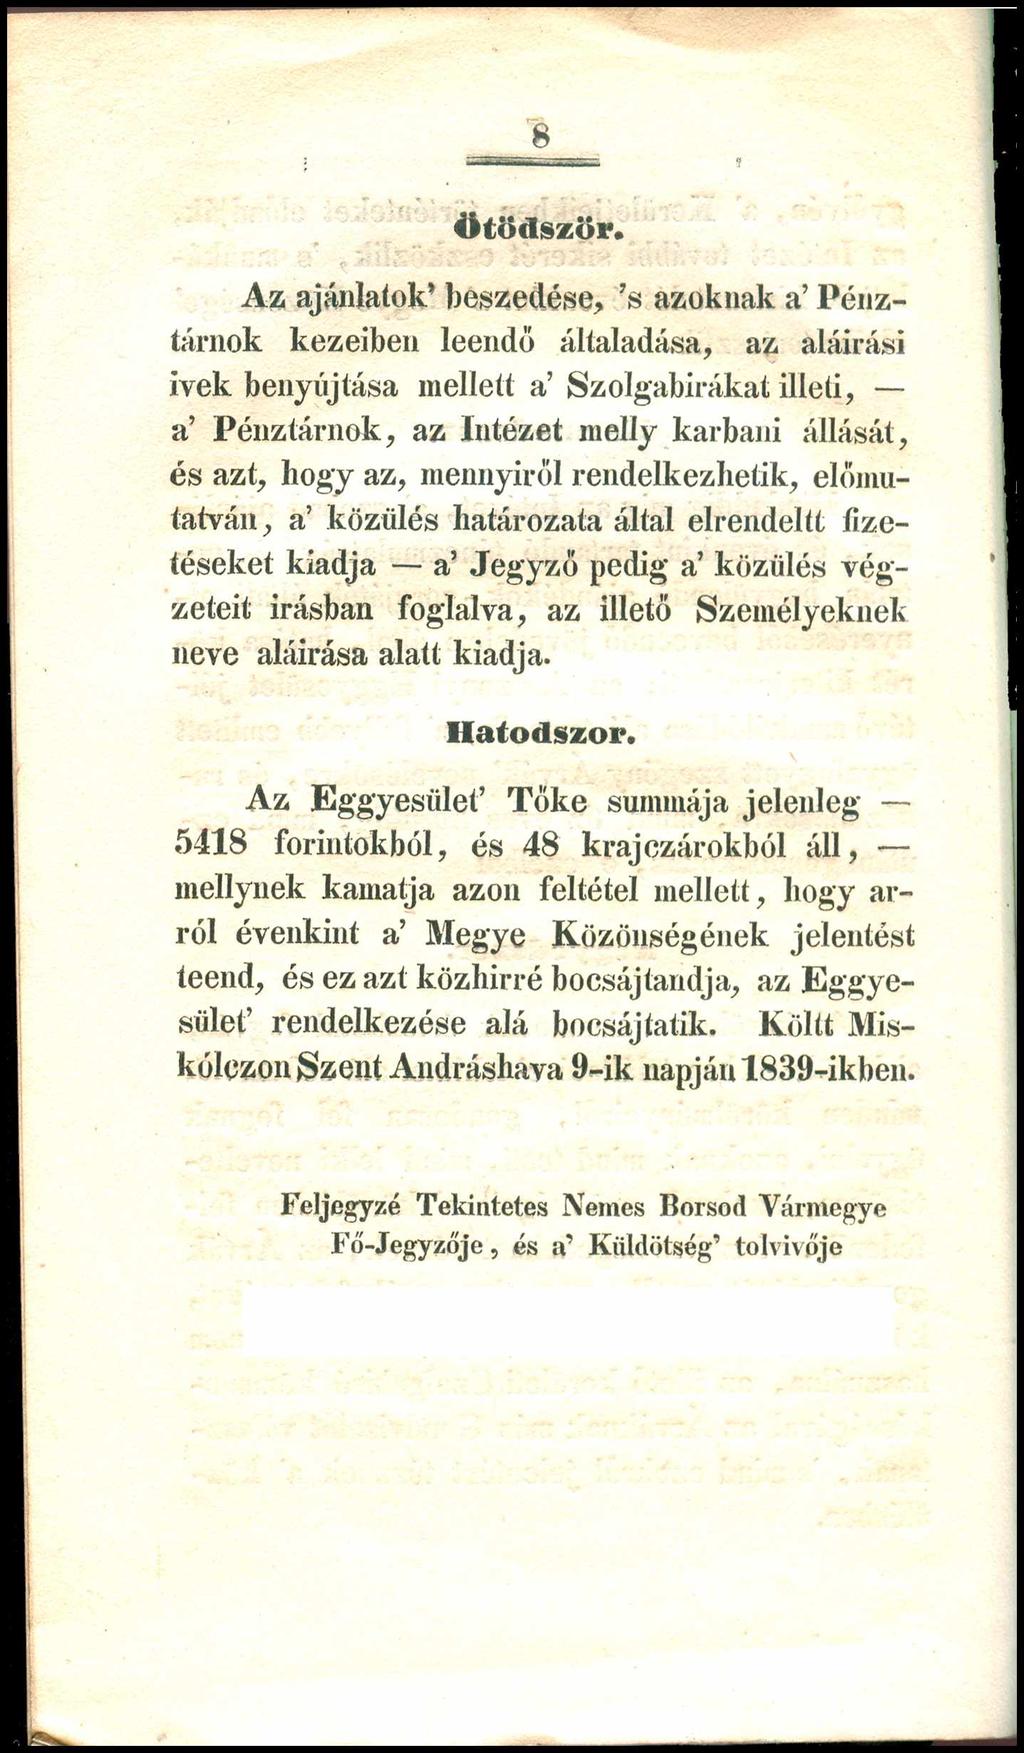 8
Ötödször.
Az ajánlatok’ beszedése, ’s azoknak a’ Pénz-
tárnok kezeiben leendő általadása, az aláirási
ivek benyújtása mellett a’ Szolgabirákat illeti, —
a’ Pénztárnok, az Intézet melly karbani állását,
és azt, hogy az, mennyiről rendelkezhetik, előmu-
tatván, a’ közülés határozata által elrendeltt fize-
téseket kiadja — a’ Jegyző pedig a’ közülés vég-
zeteit irásban foglalva, az illető Személyeknek
neve aláirása alatt kiadja.
Hatodszor.
Az Eggyesület’ Tőke summája jelenleg —
5418 forintokból, és 48 krajczárokból áll, —
mellynek kamatja azon feltétel mellett, hogy ar-
ról évenkint a’ Megye Közönségének jelentést
teend, és ez azt közhirré bocsájtandja, az Eggye-
sület’ rendelkezése alá bocsájtatik. Költt Mis-
kólczon Szent Andráshava 9-ik napján 1839-ikben.
Feljegyzé Tekintetes Nemes Borsod Vármegye
Fő-Jegyzője, és a’ Küldötség’ tolvivője